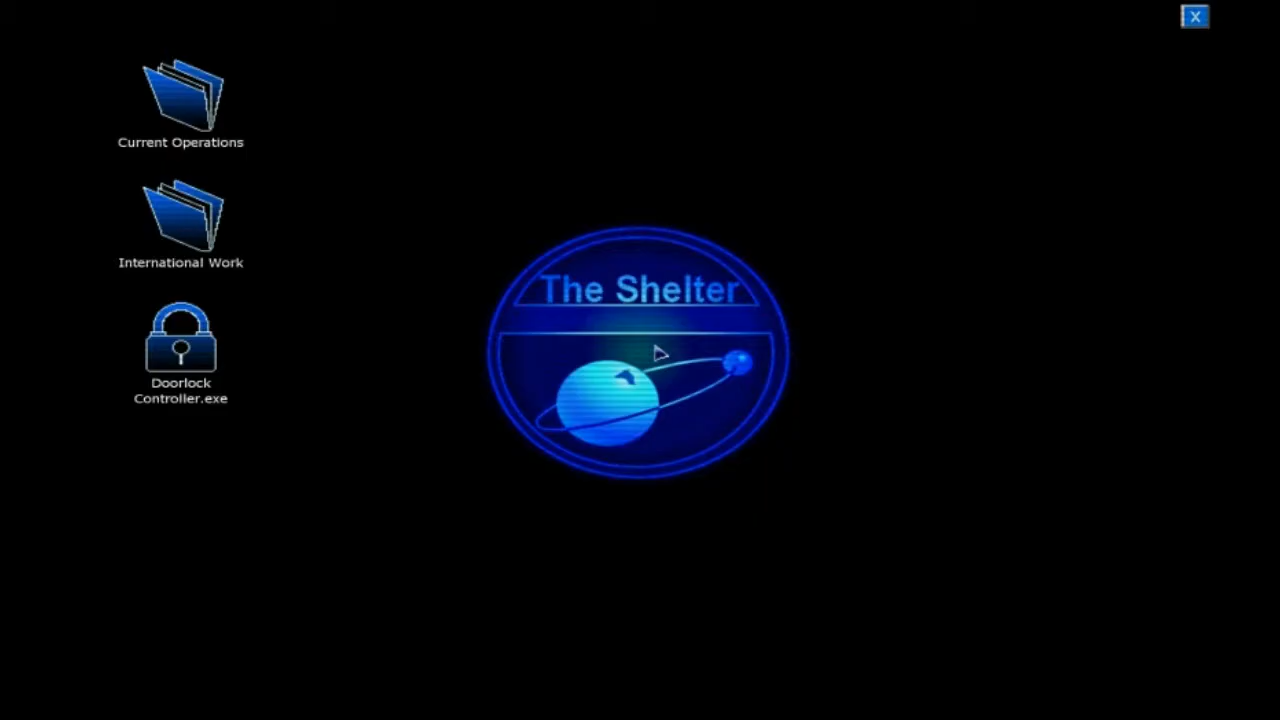 X
Current Operations
International Work
The Shelter
Doorlock
Controller.exe